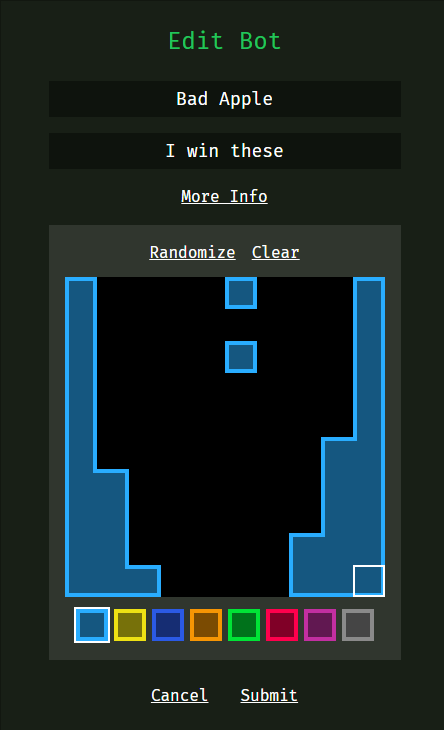 Edit Bot
Bad Apple
I win these
More Info
Randomize Clear
Cancel Submit